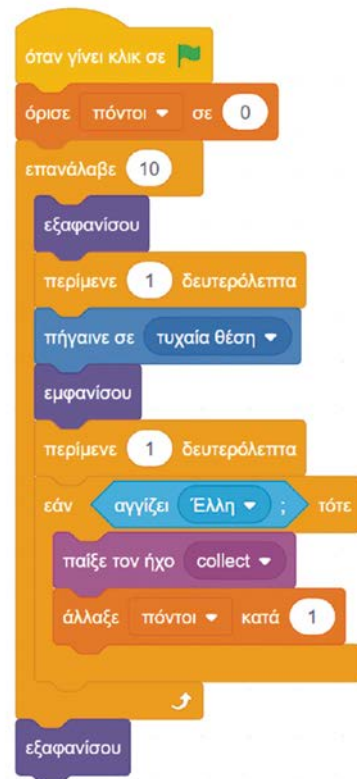 όταν γίνει κλικ σε
όρισε πόντοι σε 0
επανάλαβε 10
εξαφανίσου
περίμενε 1 δευτερόλεπτα
πήγαινε σε τυχαία θέση
εμφανίσου
περίμενε 1 δευτερόλεπτα
εάν αγγίζει Έλλη ; τότε
παίξε τον ήχο collect
άλλαξε πόντοι κατά 1
εξαφανίσου